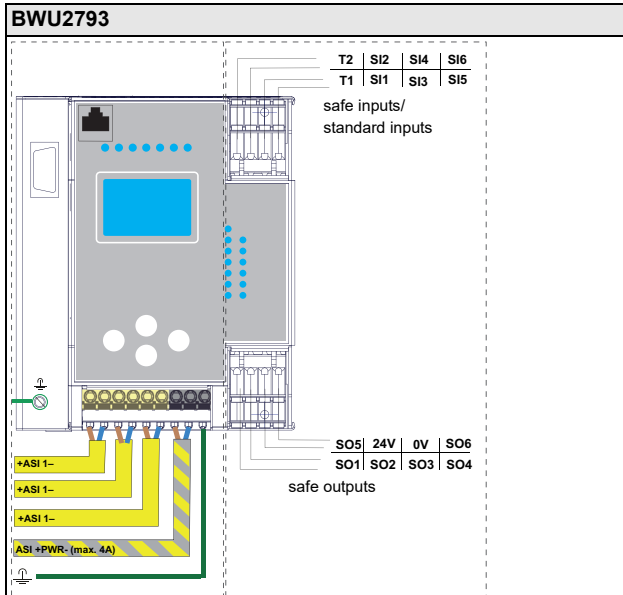 BWU2793
T2 SI2 SI4 SI6
T1 SI1 SI3 SI5
safe inputs/
standard inputs
SO5 24V 0V SO6
SO1 SO2 SO3 SO4
safe outputs
+ASI 1–
+ASI 1–
+ASI 1–
ASI +PWR- (max. 4A)